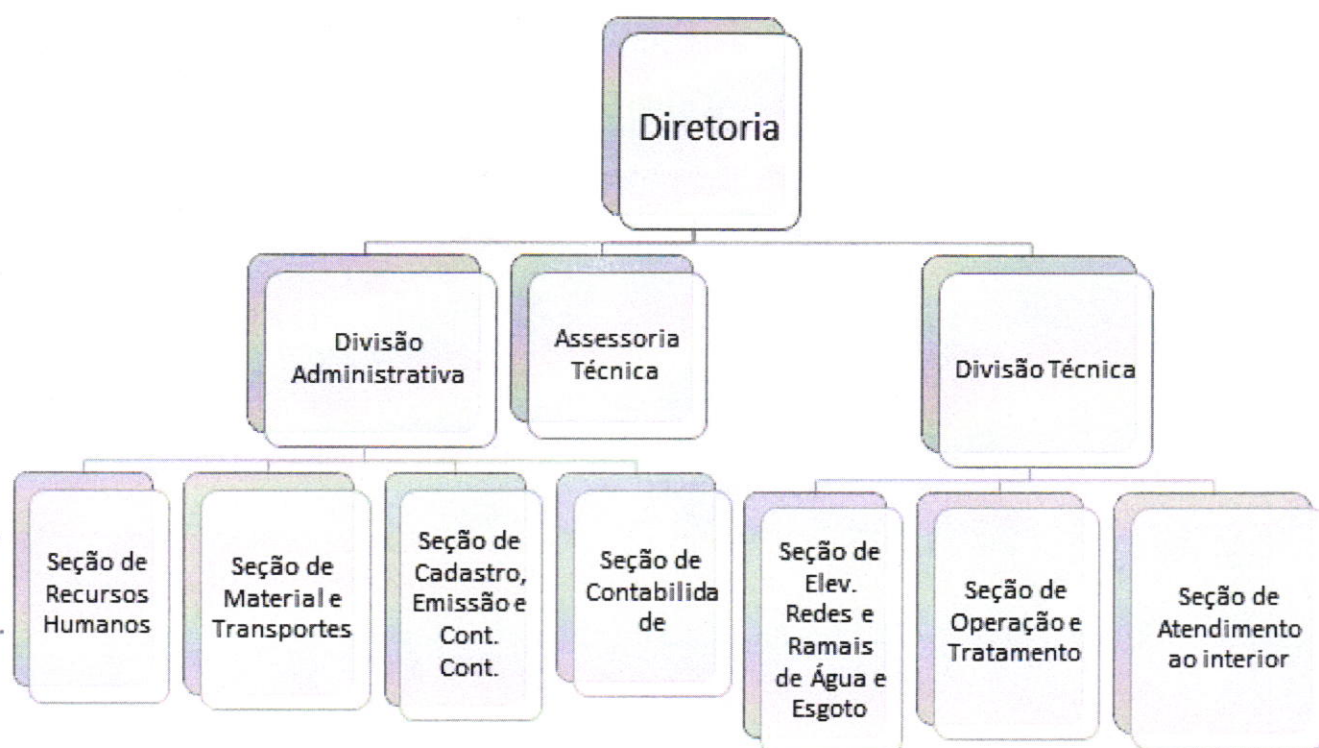 Diretoria
Divisão
Administrativa
Assessoria
Técnica
Divisão Técnica
Seção de
Recursos
Humanos
Seção de
Material e
Transportes
Seção de
Cadastro,
Emissão e
Cont.
Cont.
Seção de
Contabilida
de
Seção de
Elev.
Redes e
Ramais
de Água e
Esgoto
Seção de
Operação e
Tratamento
Seção de
Atendimento
ao interior